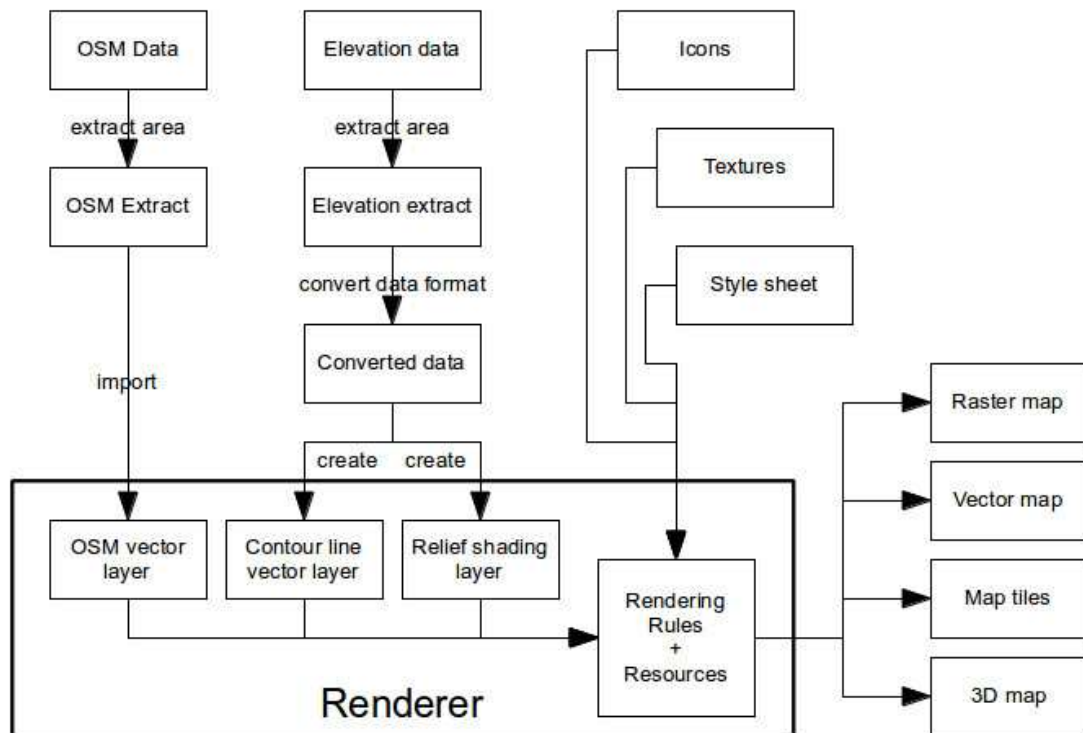 OSM Data
Elevation data
Icons
extract area
extract area
Textures
OSM Extract
Elevation extract
convert data format
Style sheet
Converted data
import
Raster map
create
create
Vector map
OSM vector
layer
Contour line
vector layer
Relief shading
layer
Rendering
Rules
+
Resources
Map tiles
Renderer
3D map